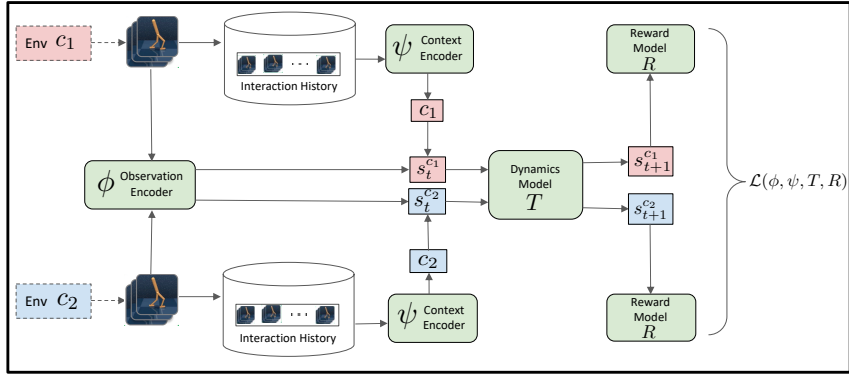 Env c₁
Interaction History
ψ Context
Encoder
Reward
Model
R
c₁
ϕ Observation
Encoder
s_t^{c₁}
s_t^{c₂}
Dynamics
Model
T
s_{t+1}^{c₁}
s_{t+1}^{c₂}
ℒ(ϕ, ψ, T, R)
c₂
Env c₂
Interaction History
ψ Context
Encoder
Reward
Model
R